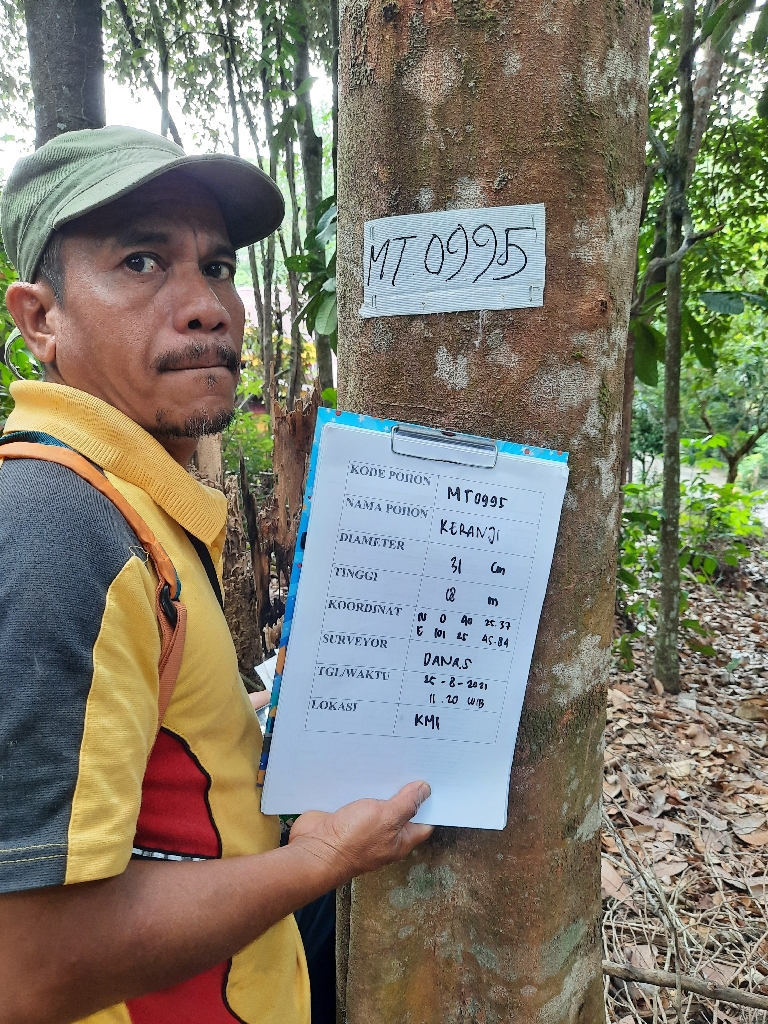 MT 0995
KODE POHON MT0995
NAMA POHON KERANJI
DIAMETER 31 Cm
TINGGI 18 m
KOORDINAT N 0 40 25.37
E 101 25 45.84
SURVEYOR DANAS
TGL/WAKTU 25-8-2021
11.20 WIB
LOKASI KMI